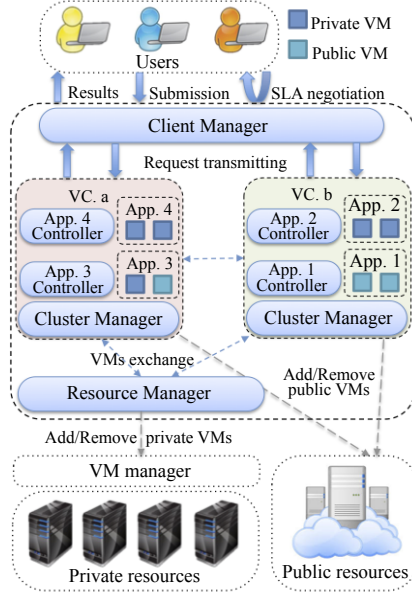 Private VM
Public VM
Users
Results
Submission
SLA negotiation
Client Manager
Request transmitting
VC. a
App. 4
Controller
App. 4
App. 3
Controller
App. 3
Cluster Manager
VC. b
App. 2
Controller
App. 2
App. 1
Controller
App. 1
Cluster Manager
VMs exchange
Resource Manager
Add/Remove
public VMs
Add/Remove private VMs
VM manager
Private resources
Public resources